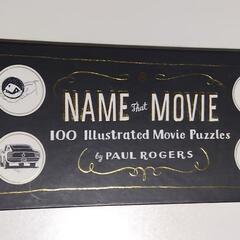 NAME That MOVIE
100 Illustrated Movie Puzzles
by PAUL ROGERS